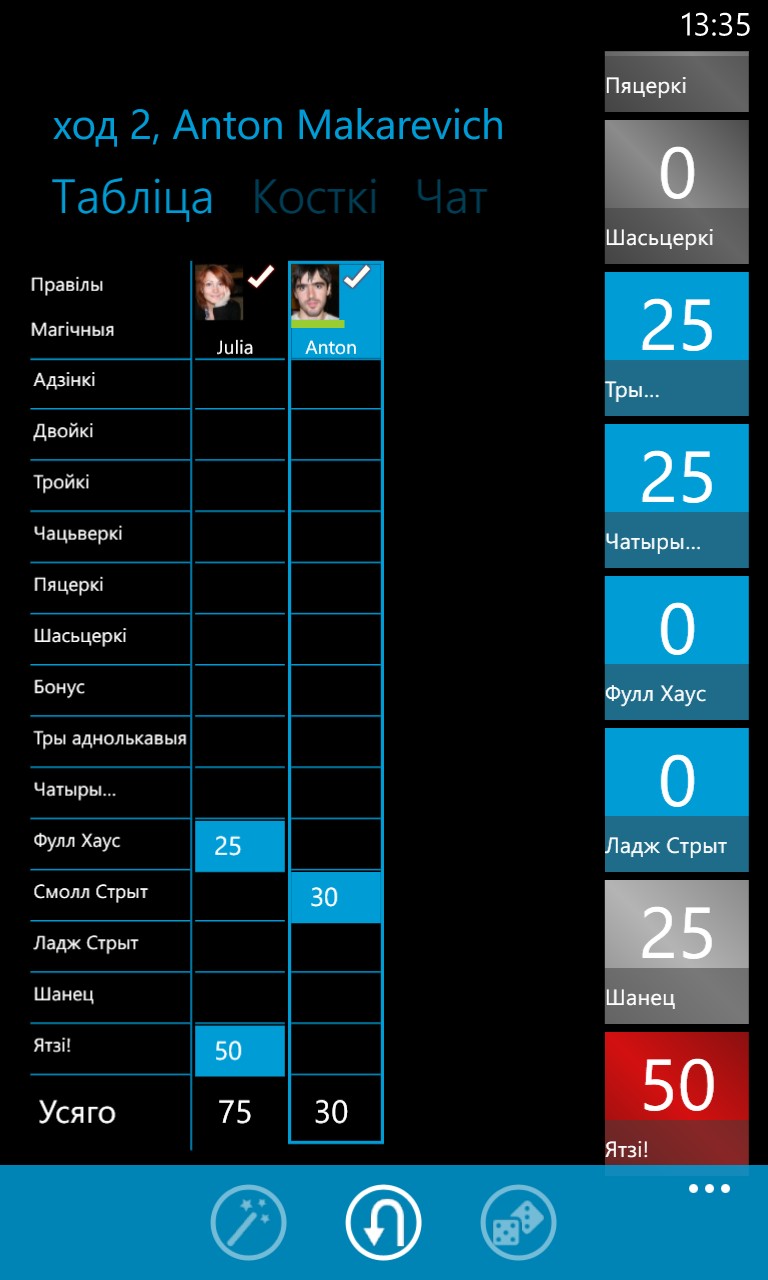 13:35
ход 2, Anton Makarevich
Табліца Косткі Чат
Правілы
Магічныя
Julia Anton
Адзінкі
Двойкі
Тройкі
Чацьверкі
Пяцеркі
Шасьцеркі
Бонус
Тры аднолькавыя
Чатыры...
Фулл Хаус 25
Смолл Стрыт 30
Ладж Стрыт
Шанец
Ятзі! 50
Усяго 75 30
Пяцеркі
0
Шасьцеркі
25
Тры...
25
Чатыры...
0
Фулл Хаус
0
Ладж Стрыт
25
Шанец
50
Ятзі!